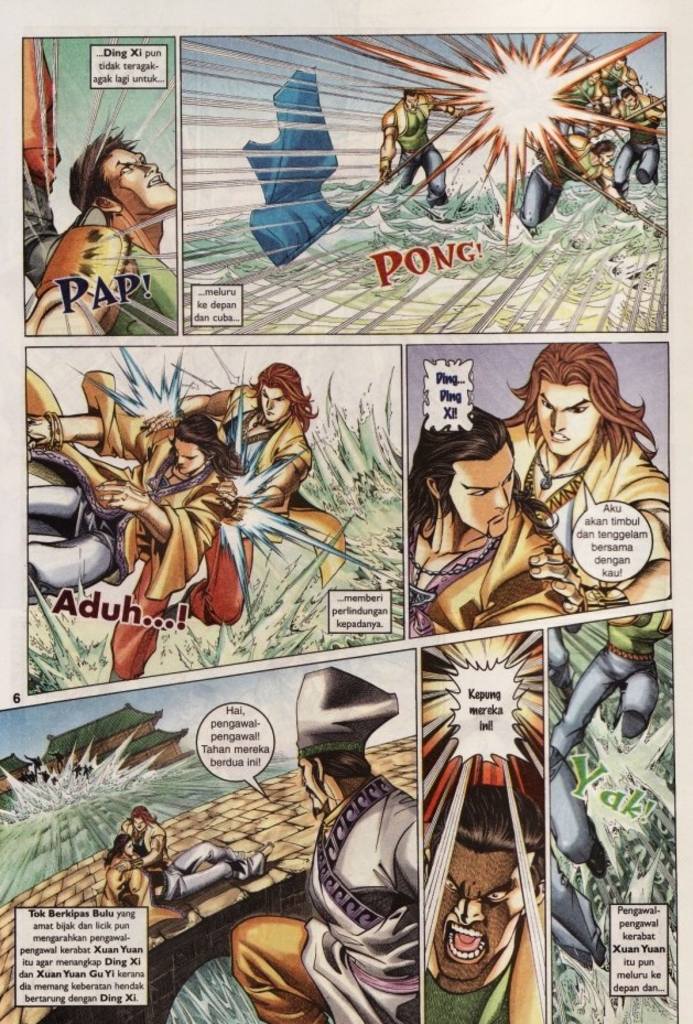 ...Ding Xi pun
tidak teragak-
agak lagi untuk...
PAP!
PONG!
...meluru
ke depan
dan cuba...
Aduh...!
...memberi
perlindungan
kepadanya.
Ding...
Ding
Xi!
Aku
akan timbul
dan tenggelam
bersama
dengan
kau!
6
Hai,
pengawal-
pengawal!
Tahan mereka
berdua ini!
Tok Berkipas Bulu yang
amat bijak dan licik pun
mengarahkan pengawal-
pengawal kerabat Xuan Yuan
itu agar menangkap Ding Xi
dan Xuan Yuan Gu Yi kerana
dia memang keberatan hendak
bertarung dengan Ding Xi.
Kepung
mereka
ini!
Yak!
Pengawal-
pengawal
kerabat
Xuan Yuan
itu pun
meluru ke
depan dan...